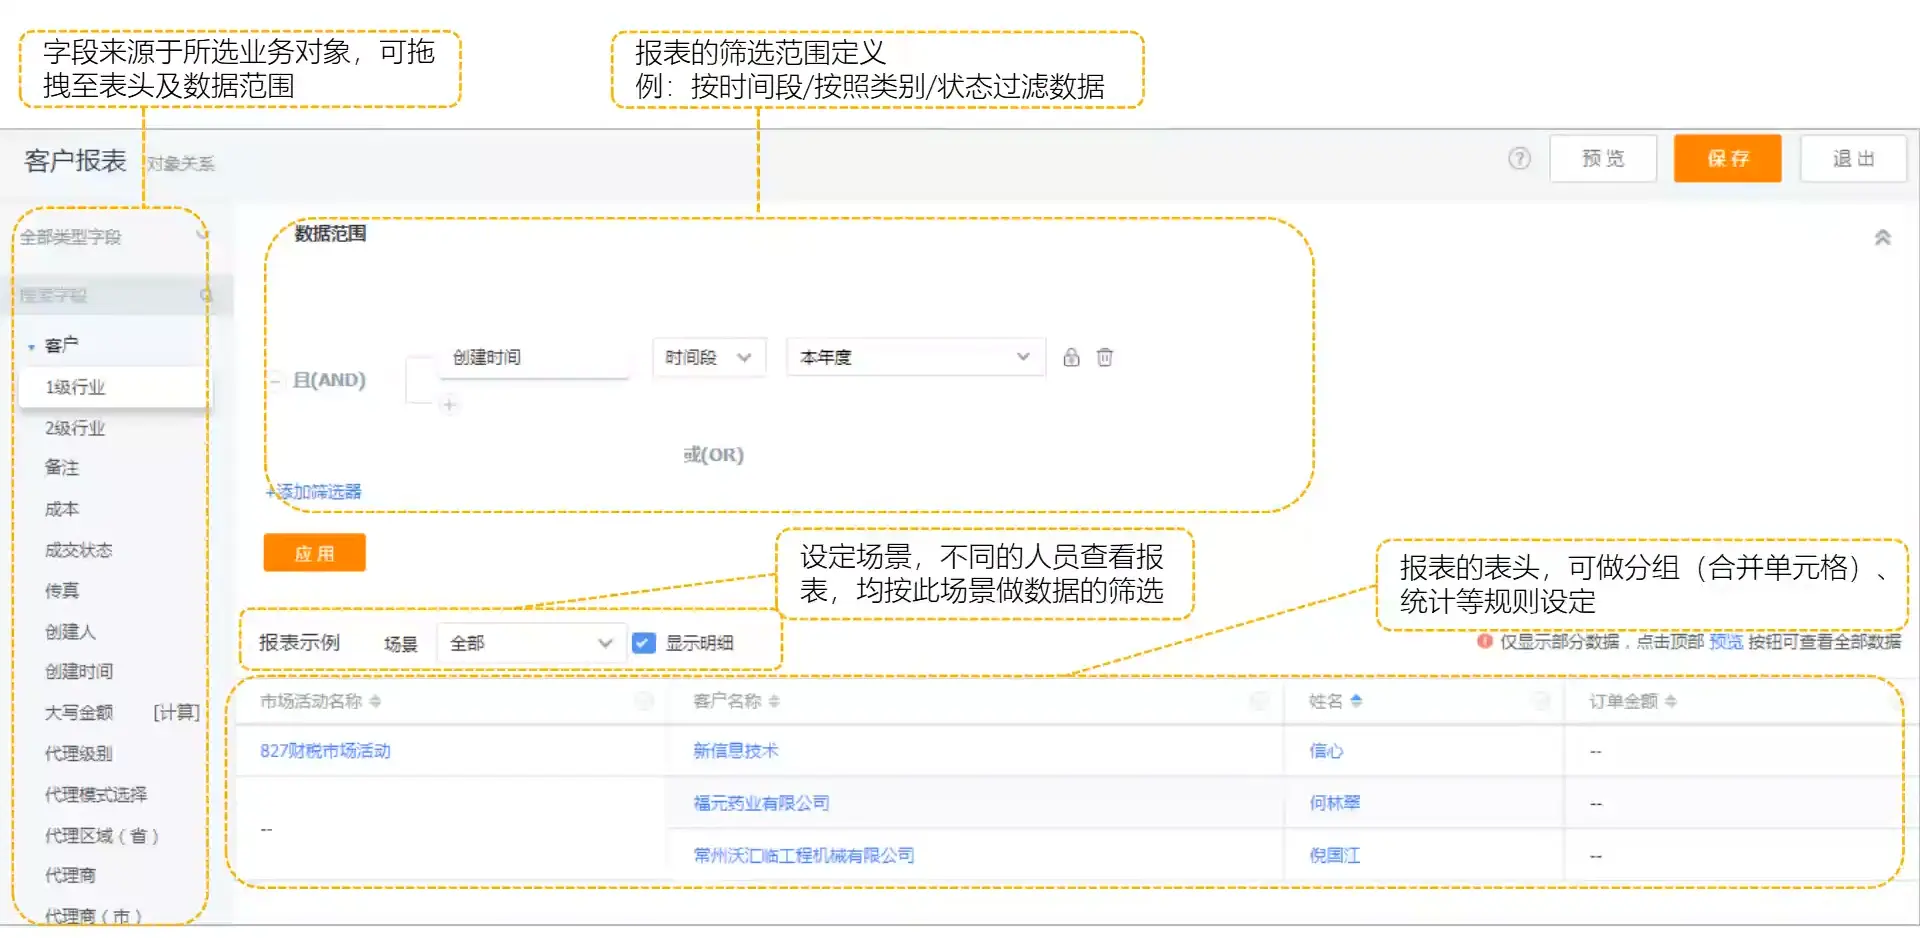 字段来源于所选业务对象，可拖
拽至表头及数据范围
报表的筛选范围定义
例：按时间段/按照类别/状态过滤数据
客户报表 对象关系
? 预览 保存 退出
全部类型字段
搜索字段
客户
1级行业
2级行业
备注
成本
成交状态
传真
创建人
创建时间
大写金额 [计算]
代理级别
代理模式选择
代理区域（省）
代理商
代理商（市）
数据范围
且(AND)
创建时间 时间段 本年度
或(OR)
+添加筛选器
应用
设定场景，不同的人员查看报
表，均按此场景做数据的筛选
报表的表头，可做分组（合并单元格）、
统计等规则设定
报表示例 场景 全部 显示明细
仅显示部分数据，点击顶部 预览 按钮可查看全部数据
市场活动名称 客户名称 姓名 订单金额
827财税市场活动 新信息技术 信心 --
-- 福元药业有限公司 何林翠 --
常州沃汇临工程机械有限公司 倪国江 --